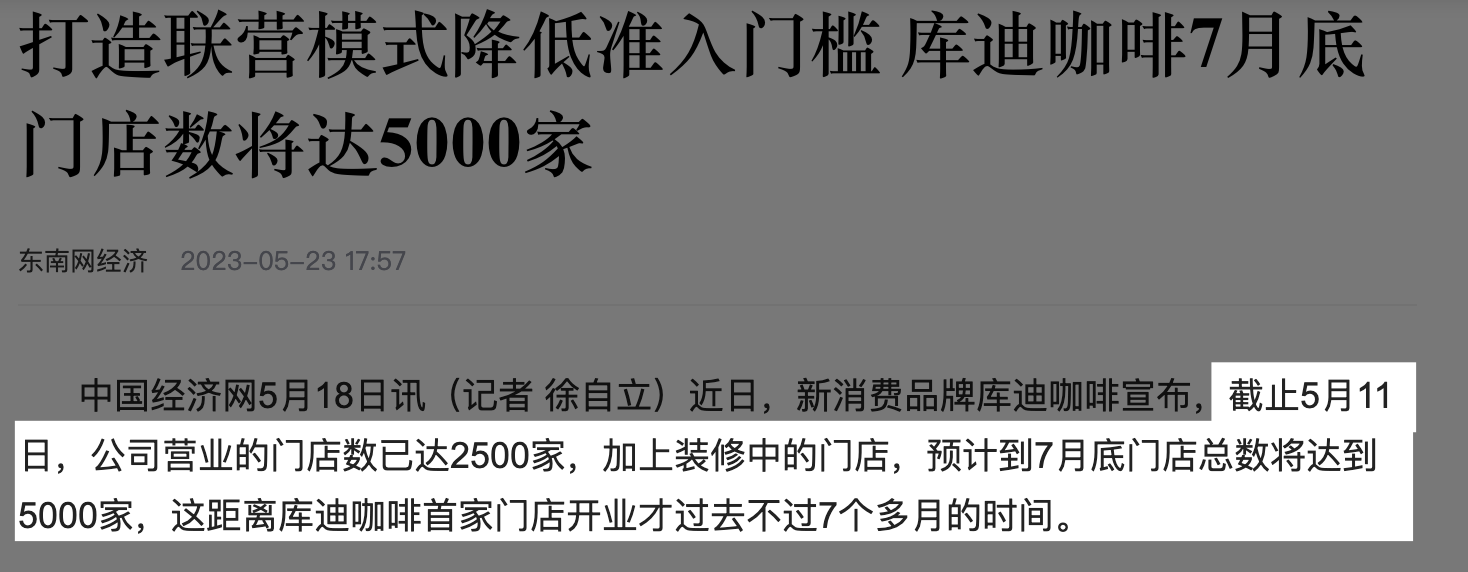 打造联营模式降低准入门槛 库迪咖啡7月底
门店数将达5000家
东南网经济 2023-05-23 17:57
中国经济网5月18日讯（记者 徐自立）近日，新消费品牌库迪咖啡宣布，截止5月11
日，公司营业的门店数已达2500家，加上装修中的门店，预计到7月底门店总数将达到
5000家，这距离库迪咖啡首家门店开业才过去不过7个多月的时间。